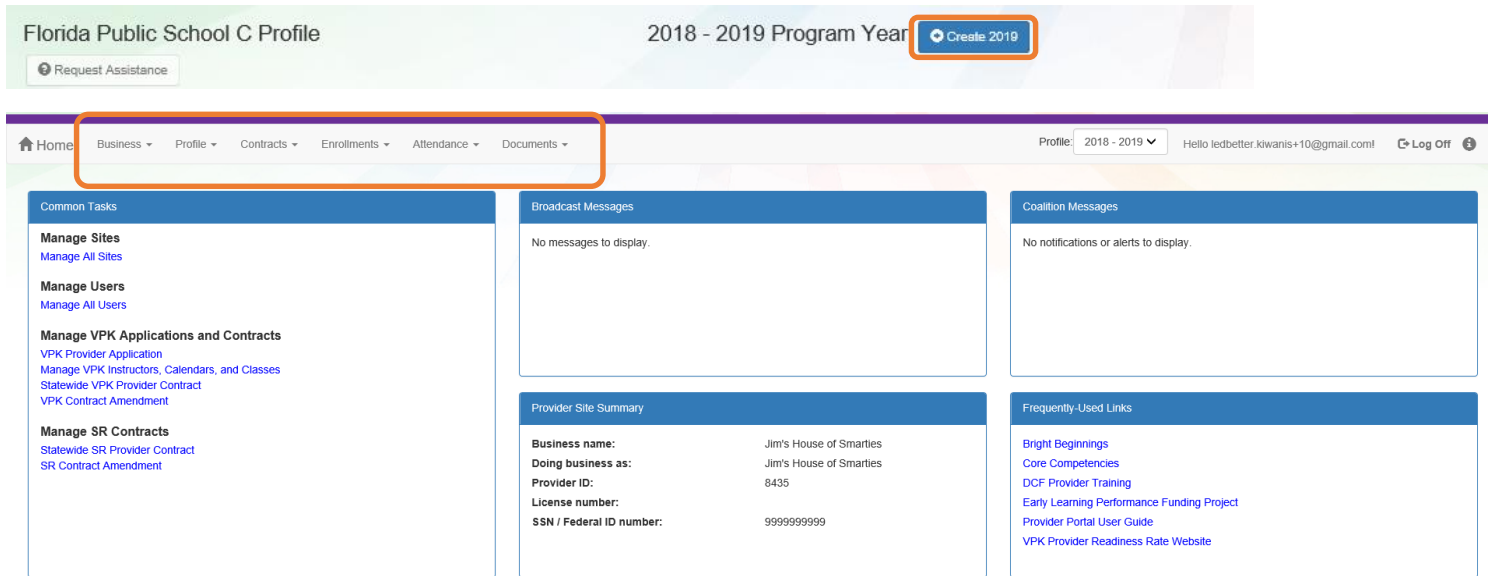 Florida Public School C Profile
2018 - 2019 Program Year
Create 2019
Request Assistance
Home
Business
Profile
Contracts
Enrollments
Attendance
Documents
Profile:
2018 - 2019
Hello ledbetter.kiwanis+10@gmail.com!
Log Off
Common Tasks
Manage Sites
Manage All Sites
Manage Users
Manage All Users
Manage VPK Applications and Contracts
VPK Provider Application
Manage VPK Instructors, Calendars, and Classes
Statewide VPK Provider Contract
VPK Contract Amendment
Manage SR Contracts
Statewide SR Provider Contract
SR Contract Amendment
Broadcast Messages
No messages to display.
Coalition Messages
No notifications or alerts to display.
Provider Site Summary
Business name: Jim's House of Smarties
Doing business as: Jim's House of Smarties
Provider ID: 8435
License number:
SSN / Federal ID number: 9999999999
Frequently-Used Links
Bright Beginnings
Core Competencies
DCF Provider Training
Early Learning Performance Funding Project
Provider Portal User Guide
VPK Provider Readiness Rate Website